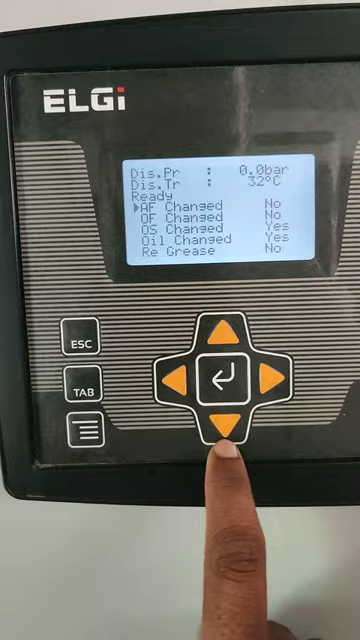 ELGi
Dis.Pr : 0.0bar
Dis.Tr : 32°C
Ready
AF Changed No
OF Changed No
OS Changed Yes
Oil Changed Yes
Re Grease No
ESC
TAB